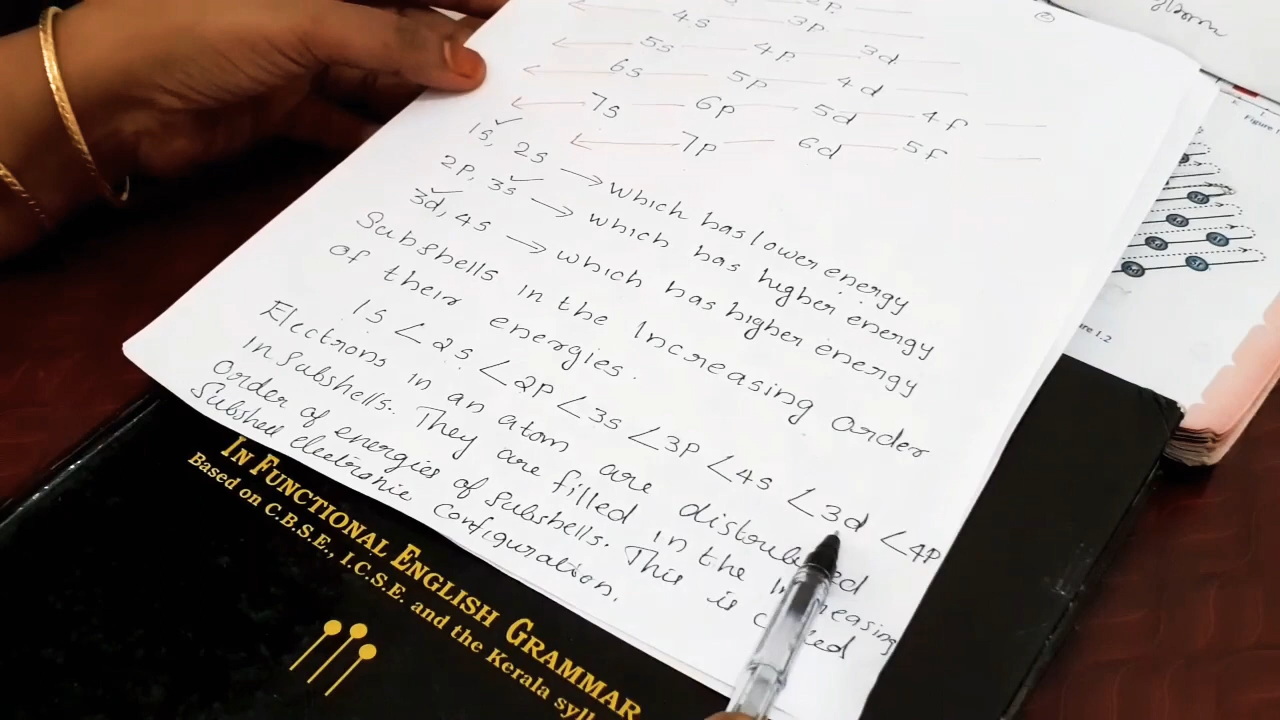 2p
4s 3p
5s 4p 3d
6s 5p 4d
7s 6p 5d 4f
7p 6d 5f
1s, 2s → which has lower energy
2p, 3s → which has higher energy
3d, 4s → which has higher energy
Subshells in the Increasing order
of their energies.
1s < 2s < 2p < 3s < 3p < 4s < 3d < 4p
Electrons in an atom are
in subshells. They are filled in the
order of energies of subshells. This is
Subshell electronic configuration.
IN FUNCTIONAL ENGLISH GRAMMAR
Based on C.B.S.E., I.C.S.E. and the Kerala
Figure
1.2